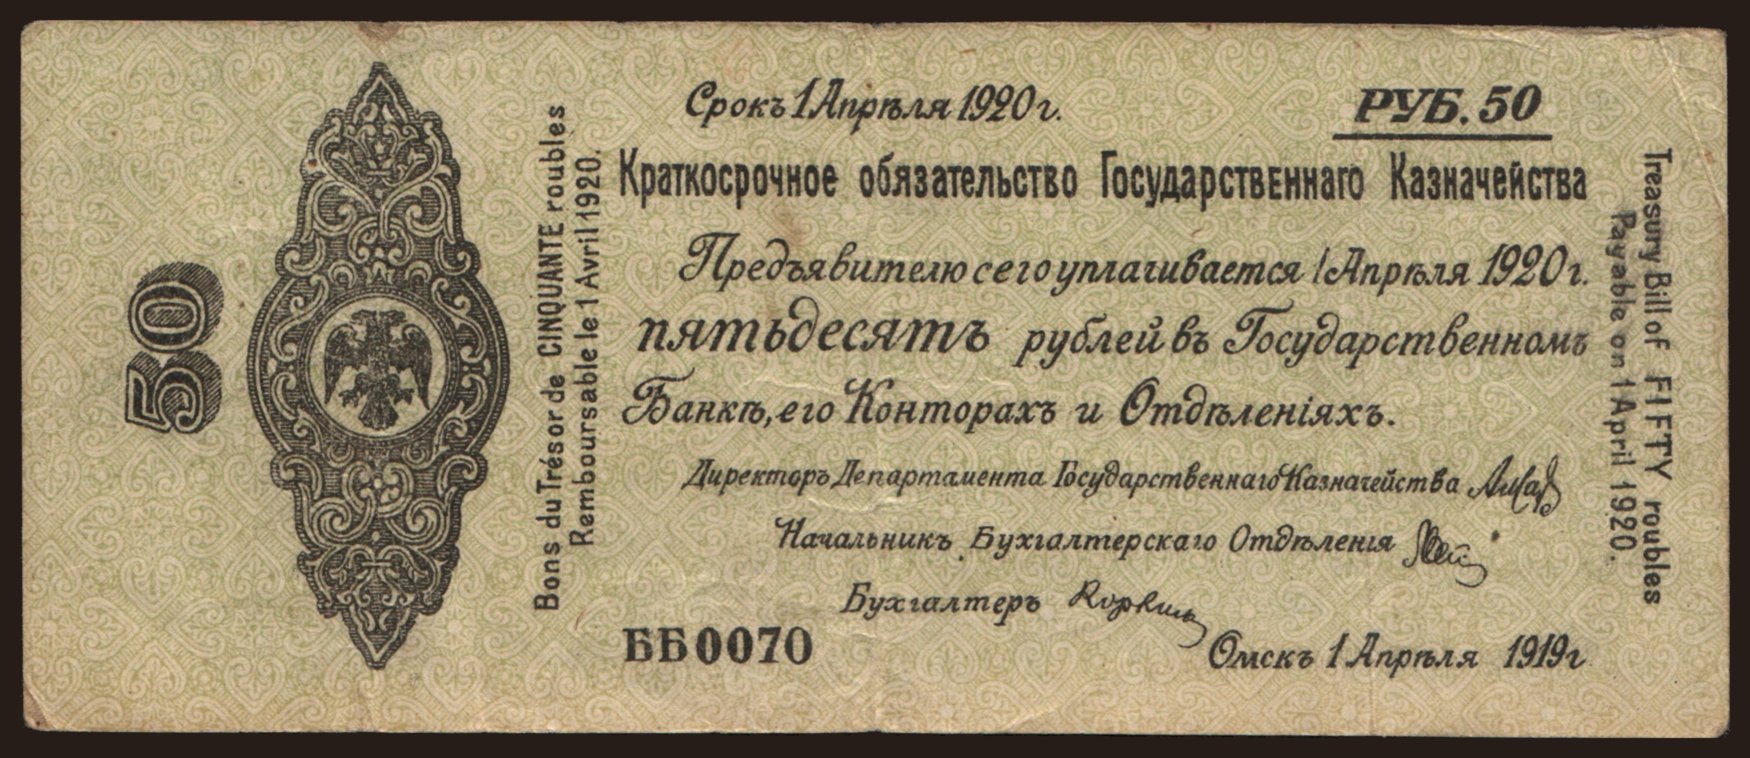 50
Bons du Trésor de CINQUANTE roubles
Remboursable le 1 Avril 1920.
Срокъ 1 Апрѣля 1920 г.
РУБ. 50
Краткосрочное обязательство Государственнаго Казначейства
Предъявителю сего уплачивается 1 Апрѣля 1920 г.
пятьдесятъ рублей въ Государственномъ
Банкѣ, его Конторахъ и Отдѣленіяхъ.
Директоръ Департамента Государственнаго Казначейства
Начальникъ Бухгалтерскаго Отдѣленія
Бухгалтеръ
ББ0070
Омскъ 1 Апрѣля 1919 г
Treasury Bill of FIFTY roubles
Payable on 1 April 1920.